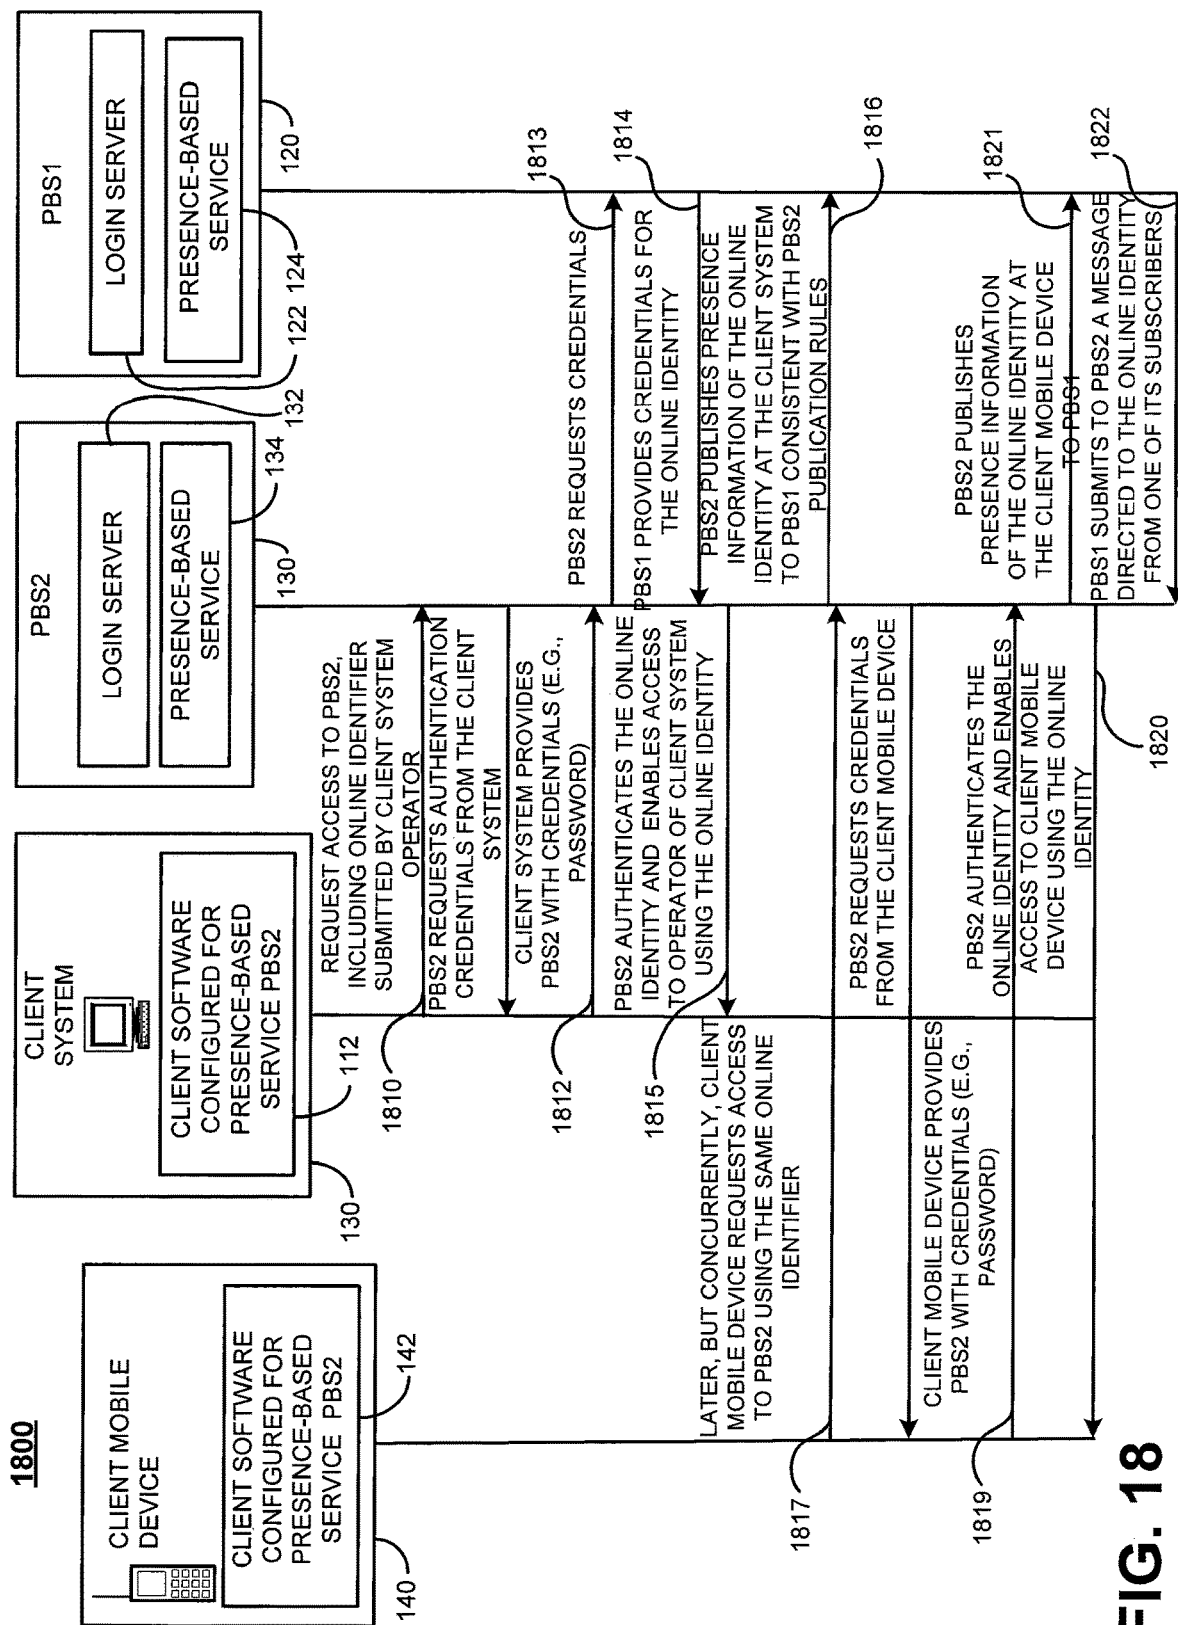 1800
CLIENT MOBILE
DEVICE
CLIENT SOFTWARE
CONFIGURED FOR
PRESENCE-BASED
SERVICE PBS2
142
140
CLIENT
SYSTEM
CLIENT SOFTWARE
CONFIGURED FOR
PRESENCE-BASED
SERVICE PBS2
112
130
PBS2
LOGIN SERVER
PRESENCE-BASED
SERVICE
132
134
130
PBS1
LOGIN SERVER
PRESENCE-BASED
SERVICE
122
124
120
REQUEST ACCESS TO PBS2,
INCLUDING ONLINE IDENTIFIER
SUBMITTED BY CLIENT SYSTEM
OPERATOR
1810
PBS2 REQUESTS AUTHENTICATION
CREDENTIALS FROM THE CLIENT
SYSTEM
CLIENT SYSTEM PROVIDES
PBS2 WITH CREDENTIALS (E.G.,
PASSWORD)
1812
PBS2 REQUESTS CREDENTIALS
1813
PBS1 PROVIDES CREDENTIALS FOR
THE ONLINE IDENTITY
1814
PBS2 AUTHENTICATES THE ONLINE
IDENTITY AND ENABLES ACCESS
TO OPERATOR OF CLIENT SYSTEM
USING THE ONLINE IDENTITY
1815
PBS2 PUBLISHES PRESENCE
INFORMATION OF THE ONLINE
IDENTITY AT THE CLIENT SYSTEM
TO PBS1 CONSISTENT WITH PBS2
PUBLICATION RULES
1816
LATER, BUT CONCURRENTLY, CLIENT
MOBILE DEVICE REQUESTS ACCESS
TO PBS2 USING THE SAME ONLINE
IDENTIFIER
1817
PBS2 REQUESTS CREDENTIALS
FROM THE CLIENT MOBILE DEVICE
CLIENT MOBILE DEVICE PROVIDES
PBS2 WITH CREDENTIALS (E.G.,
PASSWORD)
1819
PBS2 AUTHENTICATES THE
ONLINE IDENTITY AND ENABLES
ACCESS TO CLIENT MOBILE
DEVICE USING THE ONLINE
IDENTITY
1820
PBS2 PUBLISHES
PRESENCE INFORMATION
OF THE ONLINE IDENTITY AT
THE CLIENT MOBILE DEVICE
TO PBS1
1821
PBS1 SUBMITS TO PBS2 A MESSAGE
DIRECTED TO THE ONLINE IDENTITY
FROM ONE OF ITS SUBSCRIBERS
1822
FIG. 18